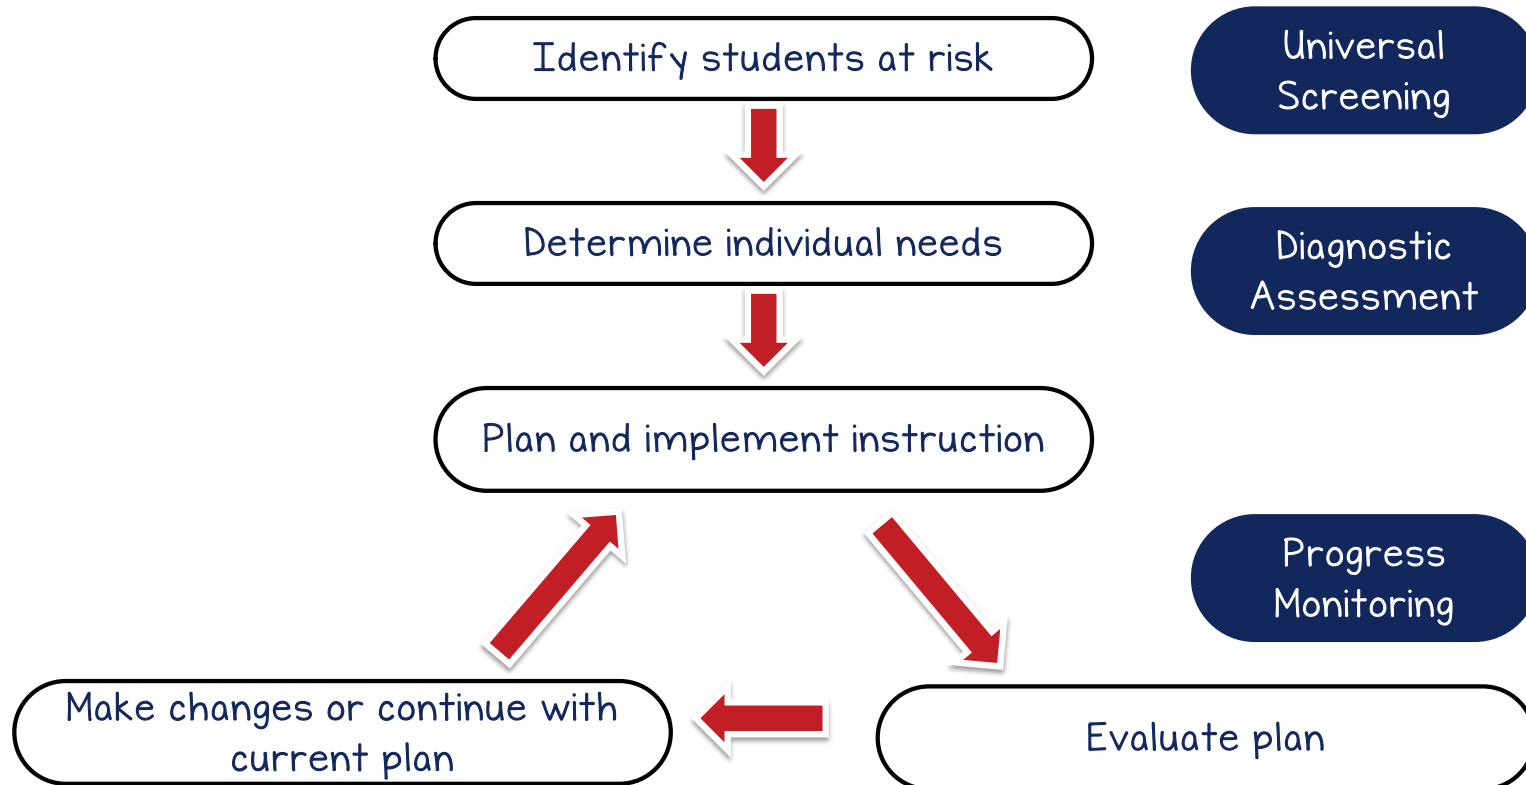 Identify students at risk
Universal
Screening
Determine individual needs
Diagnostic
Assessment
Plan and implement instruction
Progress
Monitoring
Make changes or continue with
current plan
Evaluate plan